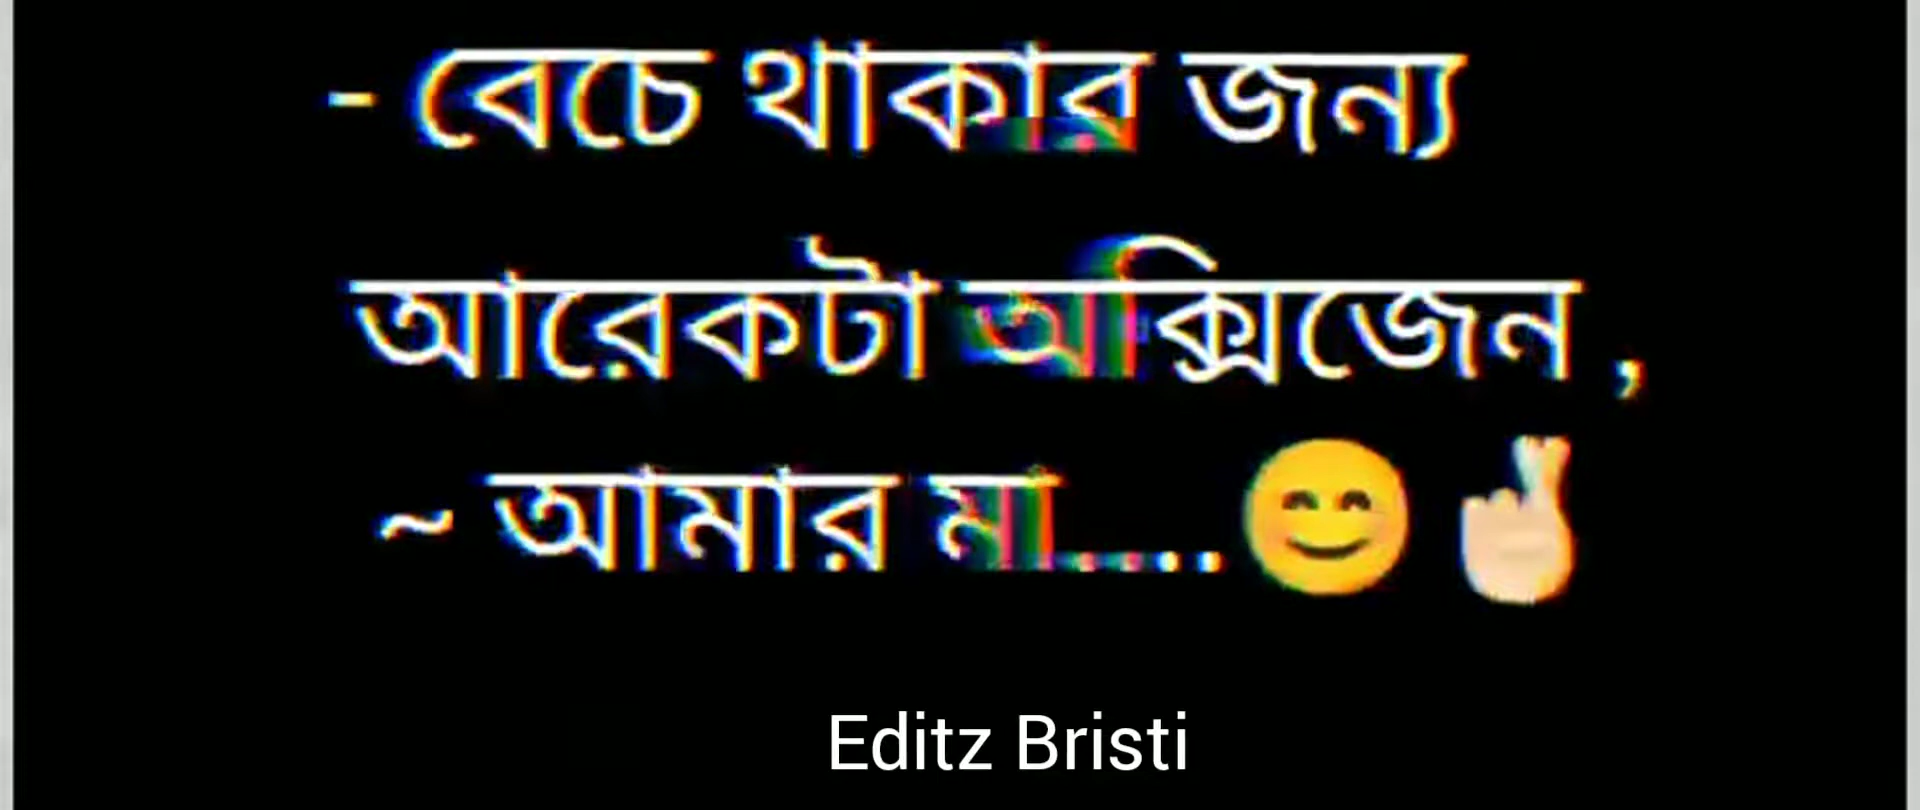 - বেচে থাকার জন্য
আরেকটা অক্সিজেন ,
~ আমার মা....😊🤞🏻
Editz Bristi